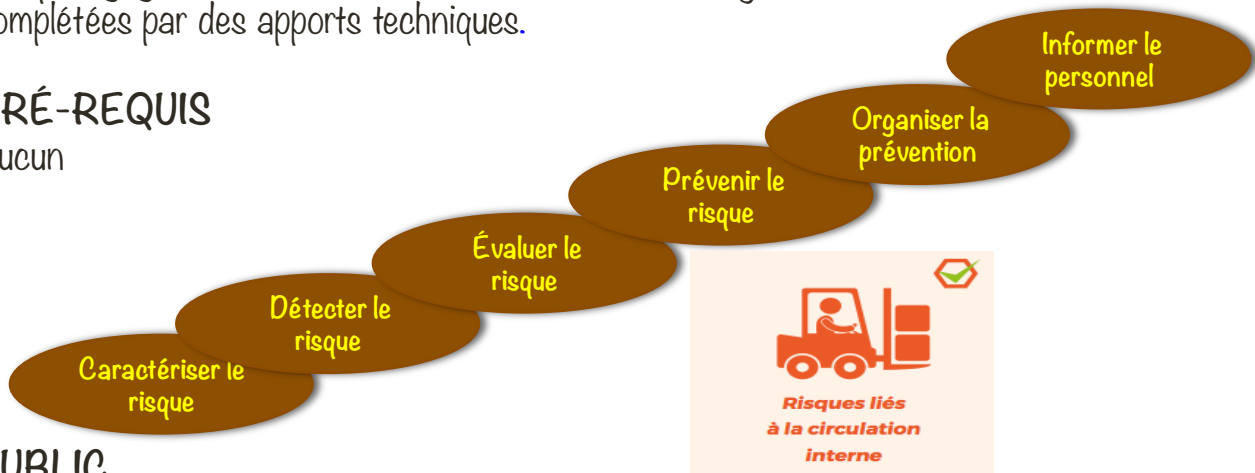 omplétées par des apports techniques.
RÉ-REQUIS
ucun
Informer le
personnel
Organiser la
prévention
Prévenir le
risque
Évaluer le
risque
Détecter le
risque
Caractériser le
risque
Risques liés
à la circulation
interne
UBLIC